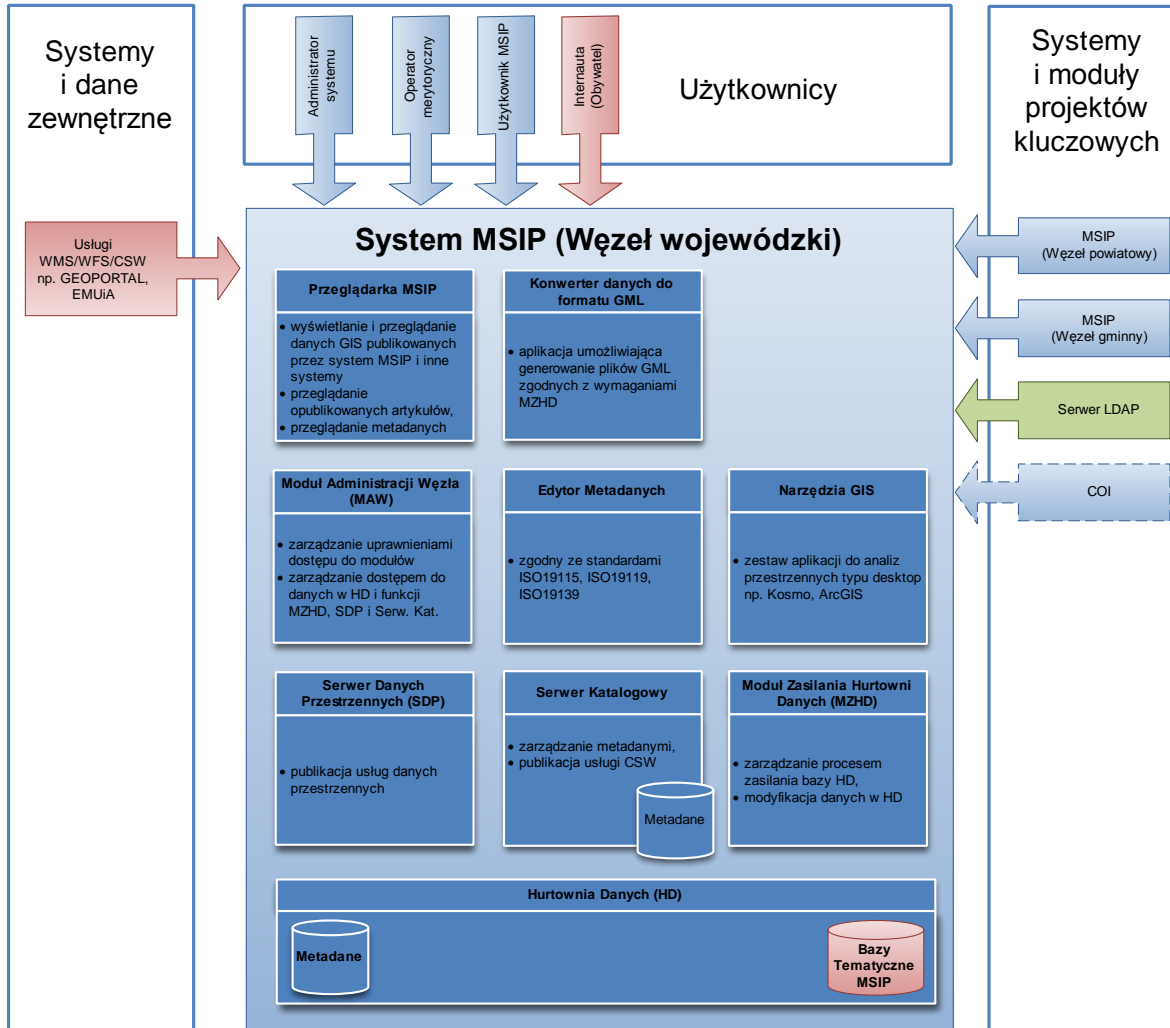 Systemy
i dane
zewnętrzne
Administrator
systemu
Operator
merytoryczny
Użytkownik MSIP
Internauta
(Obywatel)
Użytkownicy
Systemy
i moduły
projektów
kluczowych
Usługi
WMS/WFS/CSW
np. GEOPORTAL,
EMUiA
System MSIP (Węzeł wojewódzki)
Przeglądarka MSIP
• wyświetlanie i przeglądanie
danych GIS publikowanych
przez system MSIP i inne
systemy
• przeglądanie
opublikowanych artykułów,
• przeglądanie metadanych
Konwerter danych do
formatu GML
• aplikacja umożliwiająca
generowanie plików GML
zgodnych z wymaganiami
MZHD
MSIP
(Węzeł powiatowy)
MSIP
(Węzeł gminny)
Serwer LDAP
COI
Moduł Administracji Węzła
(MAW)
• zarządzanie uprawnieniami
dostępu do modułów
• zarządzanie dostępem do
danych w HD i funkcji
MZHD, SDP i Serw. Kat.
Edytor Metadanych
• zgodny ze standardami
ISO19115, ISO19119,
ISO19139
Narzędzia GIS
• zestaw aplikacji do analiz
przestrzennych typu desktop
np. Kosmo, ArcGIS
Serwer Danych
Przestrzennych (SDP)
• publikacja usług danych
przestrzennych
Serwer Katalogowy
• zarządzanie metadanymi,
• publikacja usługi CSW
Metadane
Moduł Zasilania Hurtowni
Danych (MZHD)
• zarządzanie procesem
zasilania bazy HD,
• modyfikacja danych w HD
Hurtownia Danych (HD)
Metadane
Bazy
Tematyczne
MSIP